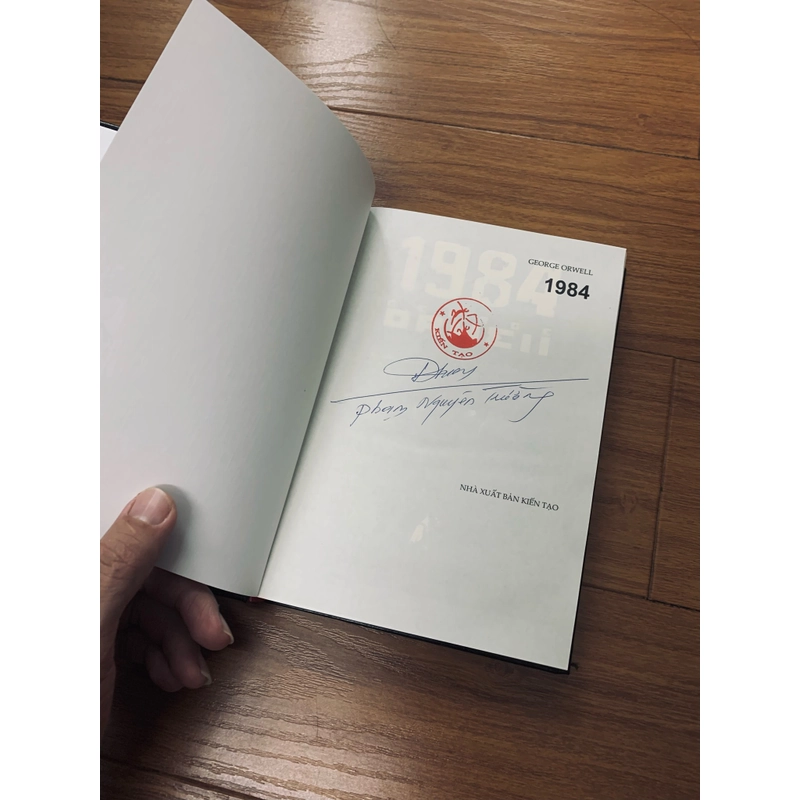 GEORGE ORWELL
1984
KIẾN TẠO
Phạm Nguyên Trường
NHÀ XUẤT BẢN KIẾN TẠO